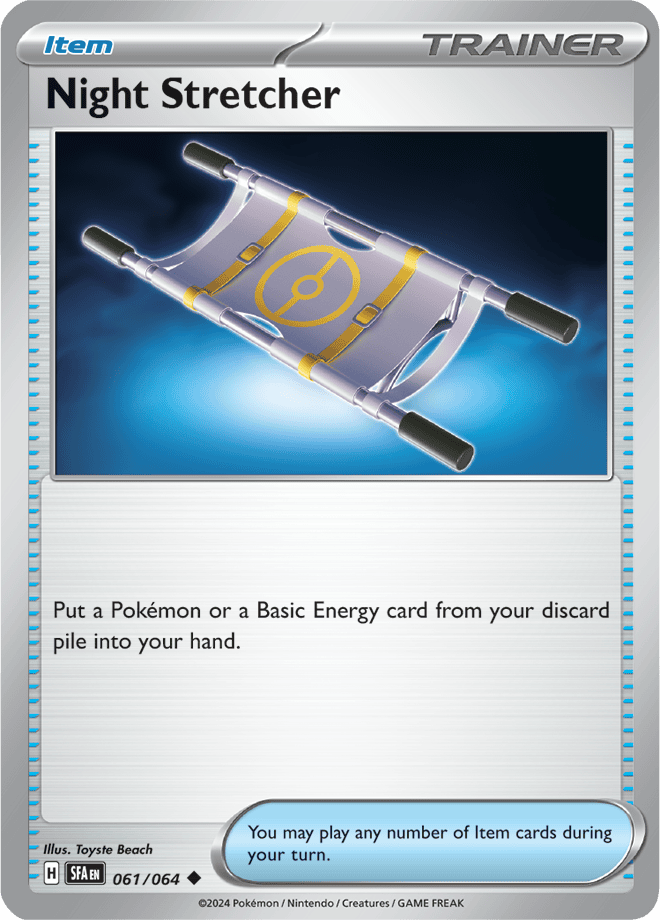 Item
TRAINER
Night Stretcher
Put a Pokémon or a Basic Energy card from your discard
pile into your hand.
You may play any number of Item cards during
your turn.
Illus. Toyste Beach
H SFA EN 061/064
©2024 Pokémon / Nintendo / Creatures / GAME FREAK